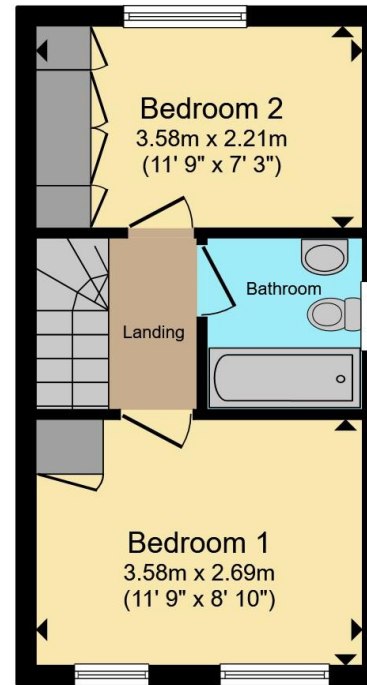 Bedroom 2
3.58m x 2.21m
(11' 9" x 7' 3")
Bathroom
Landing
Bedroom 1
3.58m x 2.69m
(11' 9" x 8' 10")